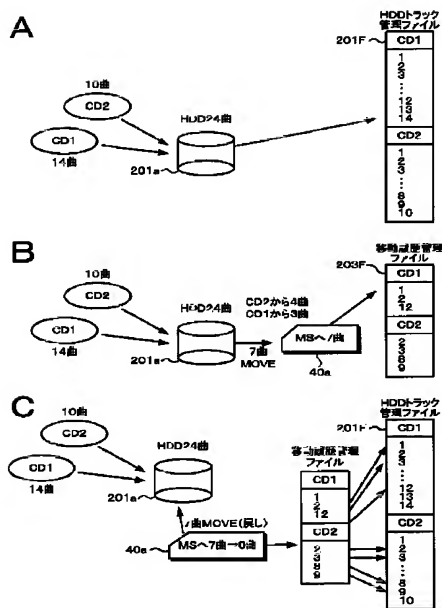 A
HDDトラック
管理ファイル
201F
CD1
1
2
3
⋮
12
13
14
CD2
1
2
3
⋮
8
9
10
10曲
CD2
CD1
14曲
HDD24曲
201a
B
移動履歴管理
ファイル
203F
CD1
1
2
12
CD2
2
3
8
9
10曲
CD2
CD1
14曲
HDD24曲
201a
CD2から4曲
CD1から3曲
7曲
MOVE
MSへ7曲
40a
C
HDDトラック
管理ファイル
201F
CD1
1
2
3
⋮
12
13
14
CD2
1
2
3
⋮
8
9
10
10曲
CD2
CD1
14曲
HDD24曲
201a
移動履歴管理
ファイル
CD1
1
2
12
CD2
2
3
8
9
7曲MOVE(戻し)
MSへ7曲→0曲
40a